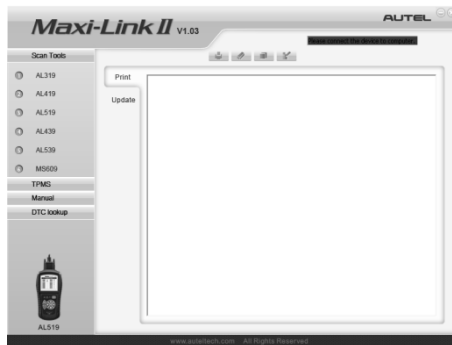 Maxi-Link II V1.03
AUTEL
Please connect the device to computer
Scan Tools
AL319
AL419
AL519
AL439
AL539
MS609
TPMS
Manual
DTC lookup
AL519
Print
Update
www.auteltech.com All Rights Reserved